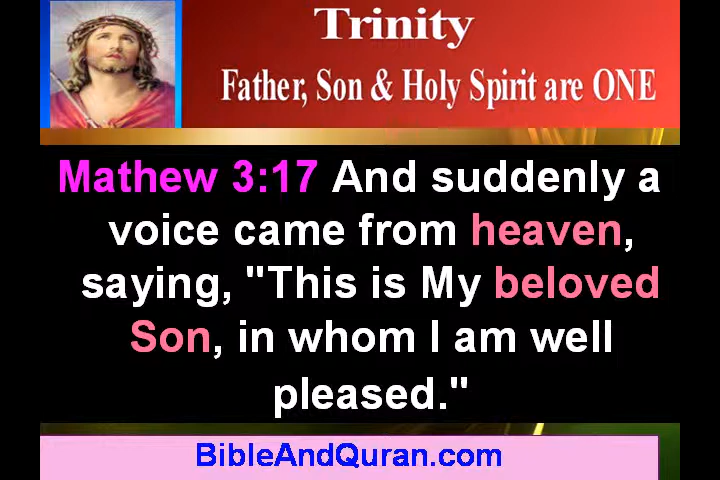 Trinity
Father, Son & Holy Spirit are ONE
Mathew 3:17 And suddenly a
voice came from heaven,
saying, "This is My beloved
Son, in whom I am well
pleased."
BibleAndQuran.com